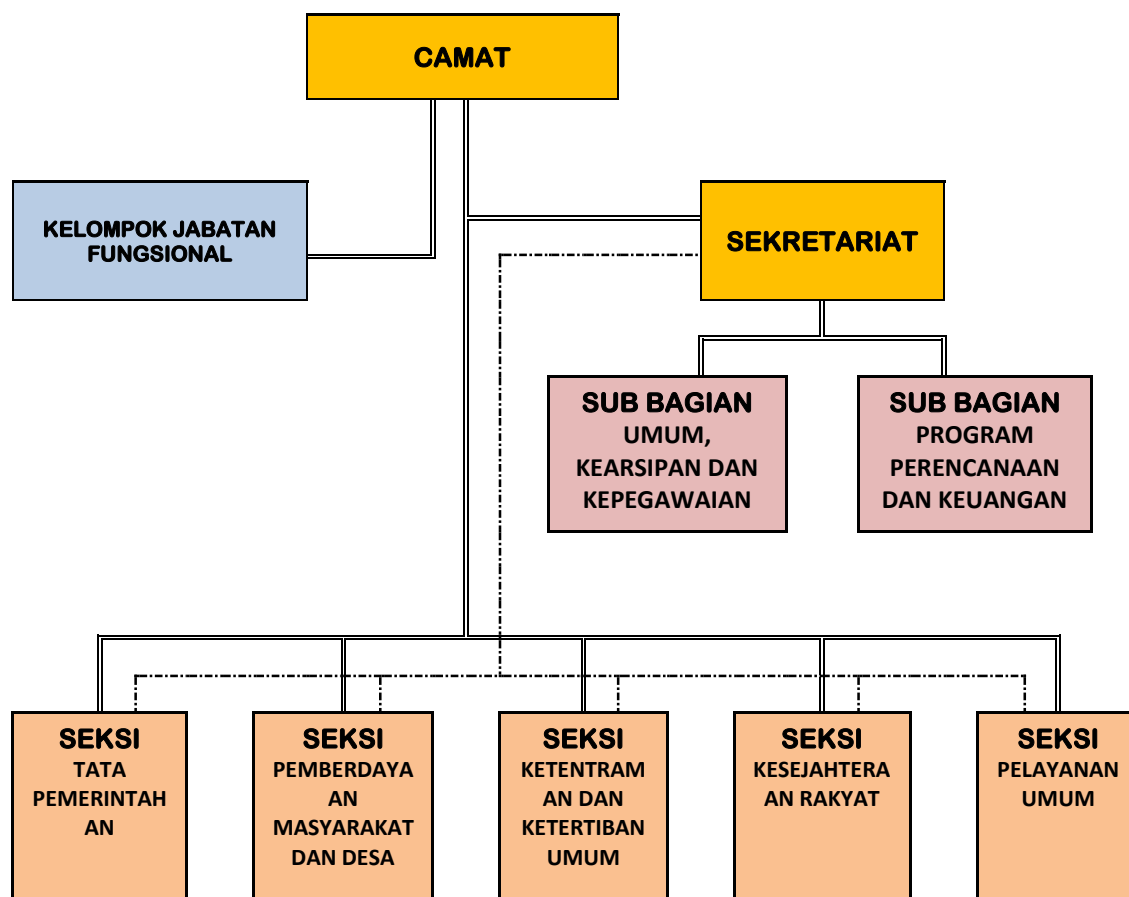 CAMAT
KELOMPOK JABATAN
FUNGSIONAL
SEKRETARIAT
SUB BAGIAN
UMUM,
KEARSIPAN DAN
KEPEGAWAIAN
SUB BAGIAN
PROGRAM
PERENCANAAN
DAN KEUANGAN
SEKSI
TATA
PEMERINTAH
AN
SEKSI
PEMBERDAYA
AN
MASYARAKAT
DAN DESA
SEKSI
KETENTRAM
AN DAN
KETERTIBAN
UMUM
SEKSI
KESEJAHTERA
AN RAKYAT
SEKSI
PELAYANAN
UMUM